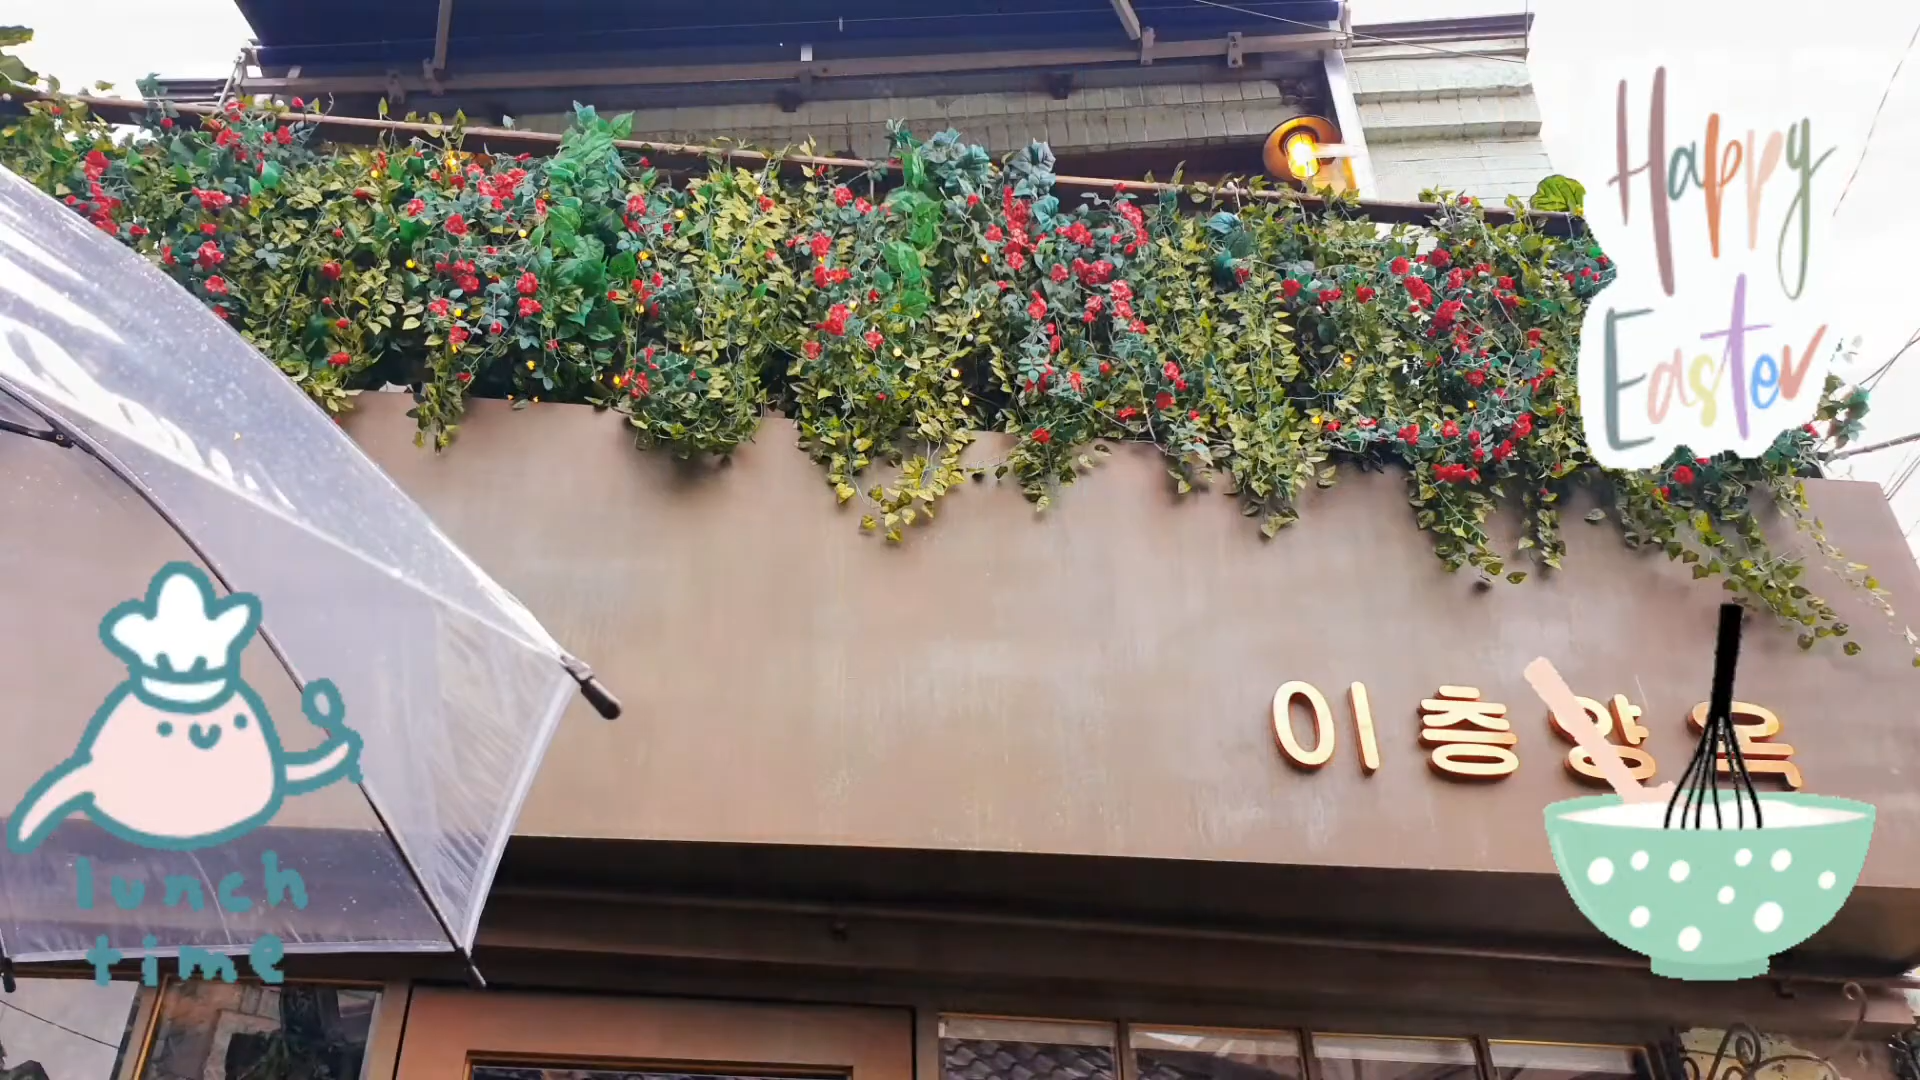 Happy
Easter
이층양옥
lunch
time